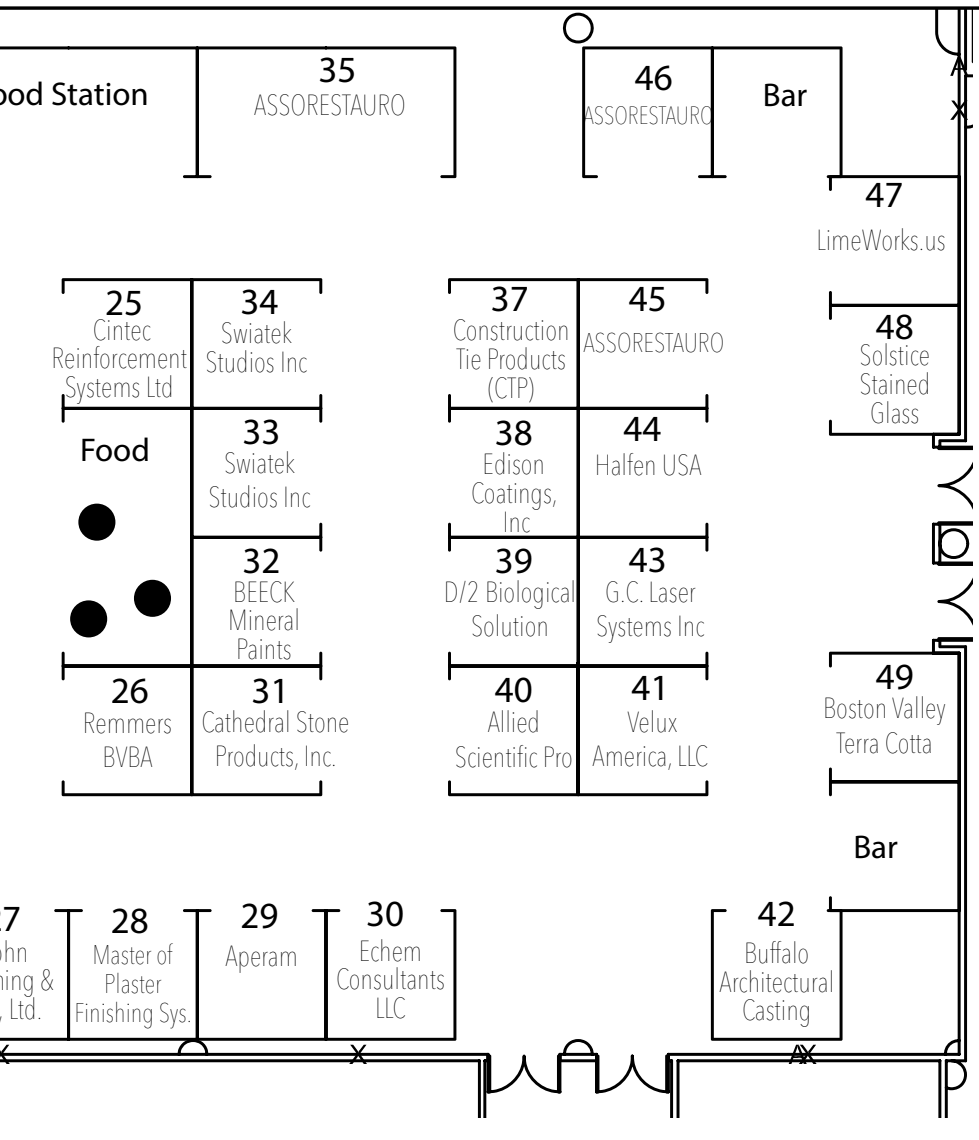 ood Station
35
ASSORESTAURO
46
ASSORESTAURO
Bar
A
X
47
LimeWorks.us
25
Cintec
Reinforcement
Systems Ltd
34
Swiatek
Studios Inc
37
Construction
Tie Products
(CTP)
45
ASSORESTAURO
48
Solstice
Stained
Glass
Food
33
Swiatek
Studios Inc
38
Edison
Coatings,
Inc
44
Halfen USA
32
BEECK
Mineral
Paints
39
D/2 Biological
Solution
43
G.C. Laser
Systems Inc
26
Remmers
BVBA
31
Cathedral Stone
Products, Inc.
40
Allied
Scientific Pro
41
Velux
America, LLC
49
Boston Valley
Terra Cotta
Bar
27
ohn
ning &
, Ltd.
28
Master of
Plaster
Finishing Sys.
29
Aperam
30
Echem
Consultants
LLC
42
Buffalo
Architectural
Casting
X
X
AX